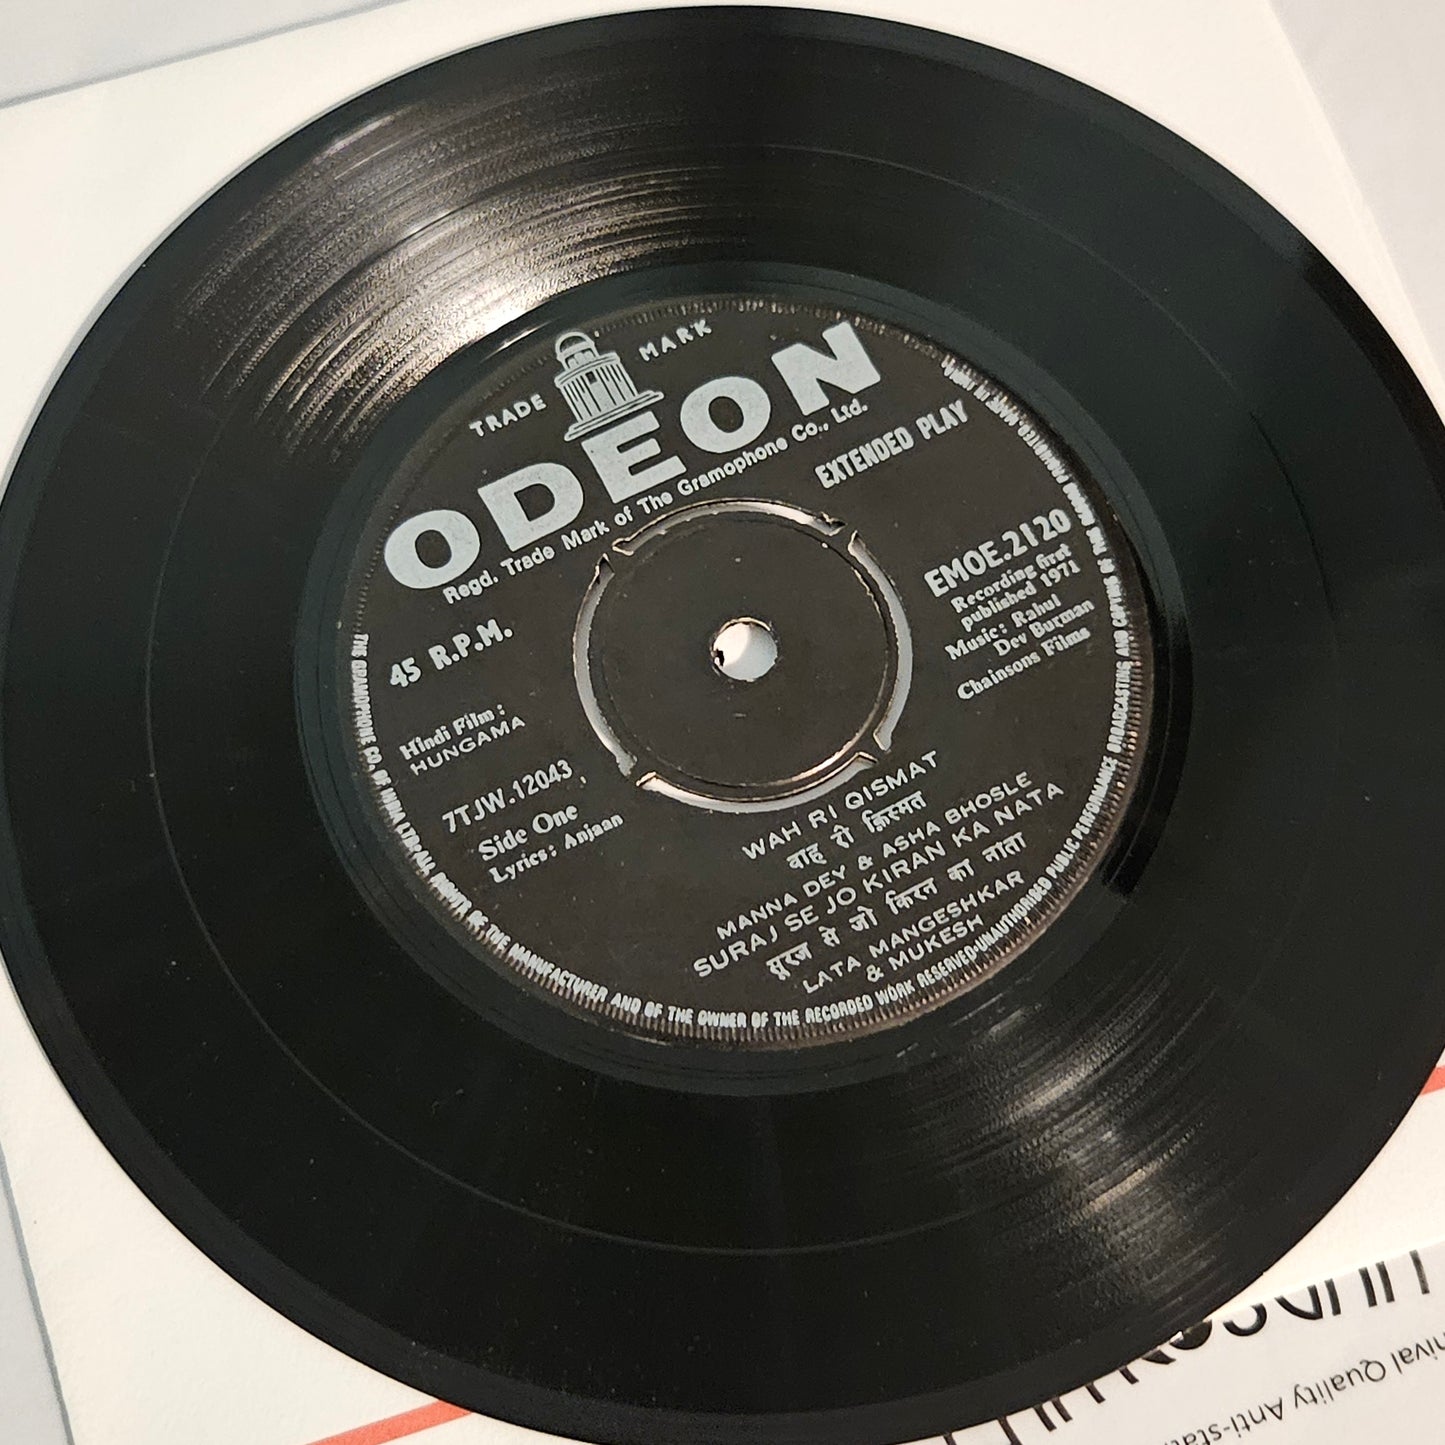 TRADE MARK
ODEON
Regd. Trade Mark of The Gramophone Co., Ltd.
EXTENDED PLAY
45 R.P.M.
EMOE.2120
Recording first
published 1971
Music: Rahul
Dev Burman
Chainsons Films
Hindi Film:
HUNGAMA
7TJW.12043
Side One
Lyrics: Anjaan
WAH RI QISMAT
वाह री क़िस्मत
MANNA DEY & ASHA BHOSLE
SURAJ SE JO KIRAN KA NATA
सूरज से जो किरन का नाता
LATA MANGESHKAR
& MUKESH
THE GRAMOPHONE CO. OF INDIA LTD. ALL RIGHTS OF THE MANUFACTURER AND OF THE OWNER OF THE RECORDED WORK RESERVED·UNAUTHORISED PUBLIC PERFORMANCE BROADCASTING AND COPYING OF THIS RECORD PROHIBITED
Quality Anti-stat